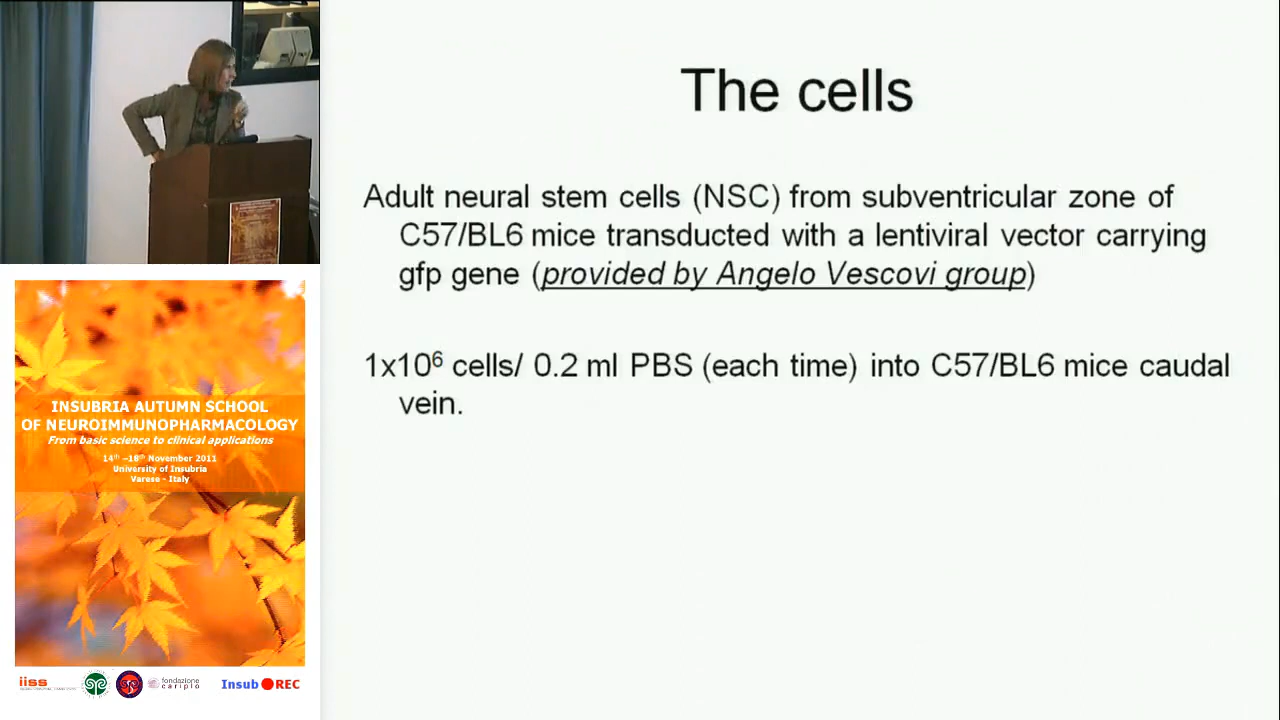 The cells
Adult neural stem cells (NSC) from subventricular zone of
C57/BL6 mice transducted with a lentiviral vector carrying
gfp gene (provided by Angelo Vescovi group)
1x10⁶ cells/ 0.2 ml PBS (each time) into C57/BL6 mice caudal
vein.
INSUBRIA AUTUMN SCHOOL
OF NEUROIMMUNOPHARMACOLOGY
From basic science to clinical applications
14th –18th November 2011
University of Insubria
Varese - Italy
iiss
fondazione
cariplo
Insub REC